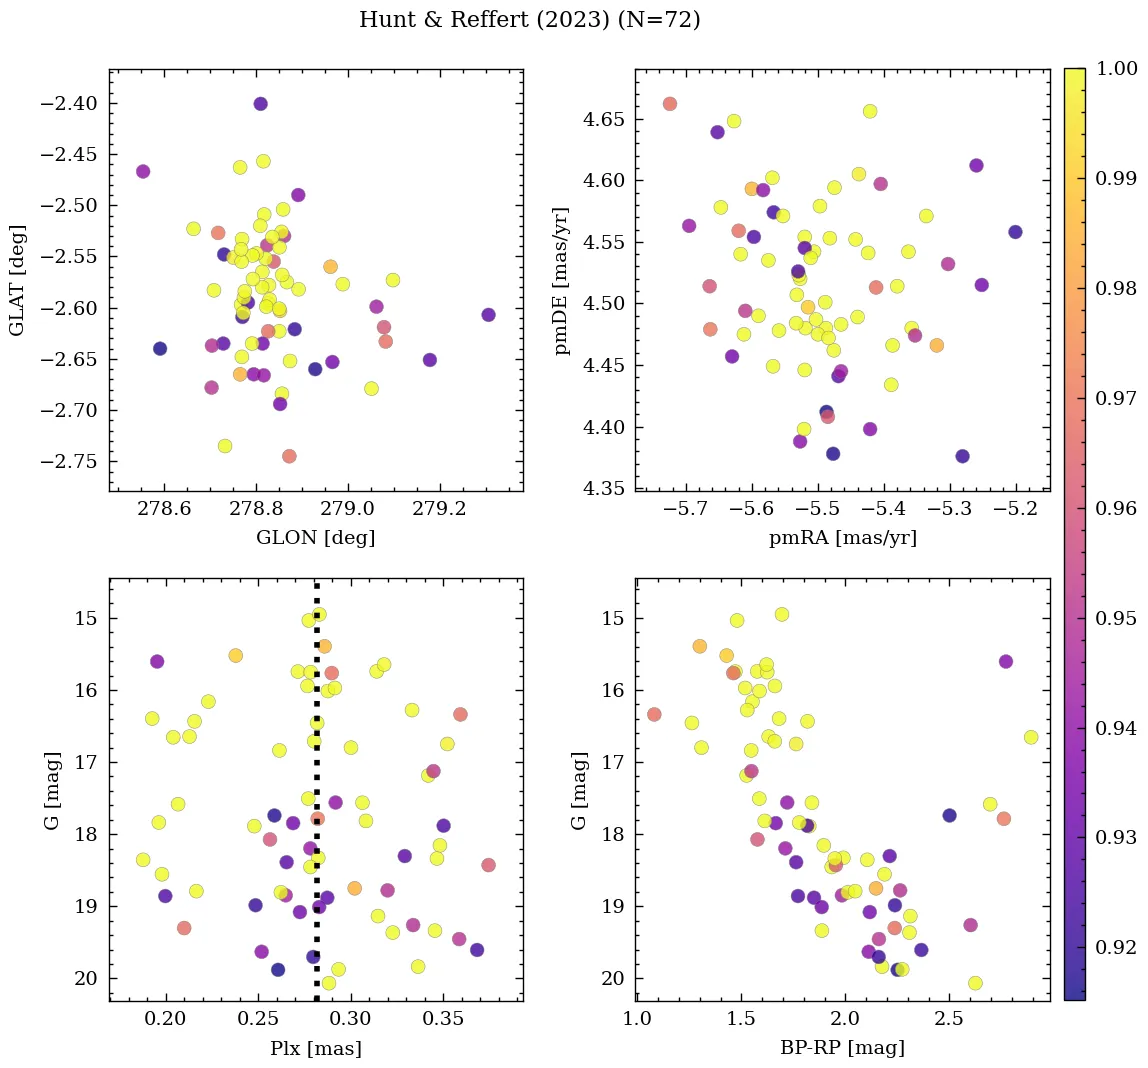 Hunt & Reffert (2023) (N=72)
−2.40
−2.45
−2.50
−2.55
−2.60
−2.65
−2.70
−2.75
GLAT [deg]
278.6 278.8 279.0 279.2
GLON [deg]
4.65
4.60
4.55
4.50
4.45
4.40
4.35
pmDE [mas/yr]
−5.7 −5.6 −5.5 −5.4 −5.3 −5.2
pmRA [mas/yr]
15
16
17
18
19
20
G [mag]
0.20 0.25 0.30 0.35
Plx [mas]
15
16
17
18
19
20
G [mag]
1.0 1.5 2.0 2.5
BP-RP [mag]
1.00
0.99
0.98
0.97
0.96
0.95
0.94
0.93
0.92